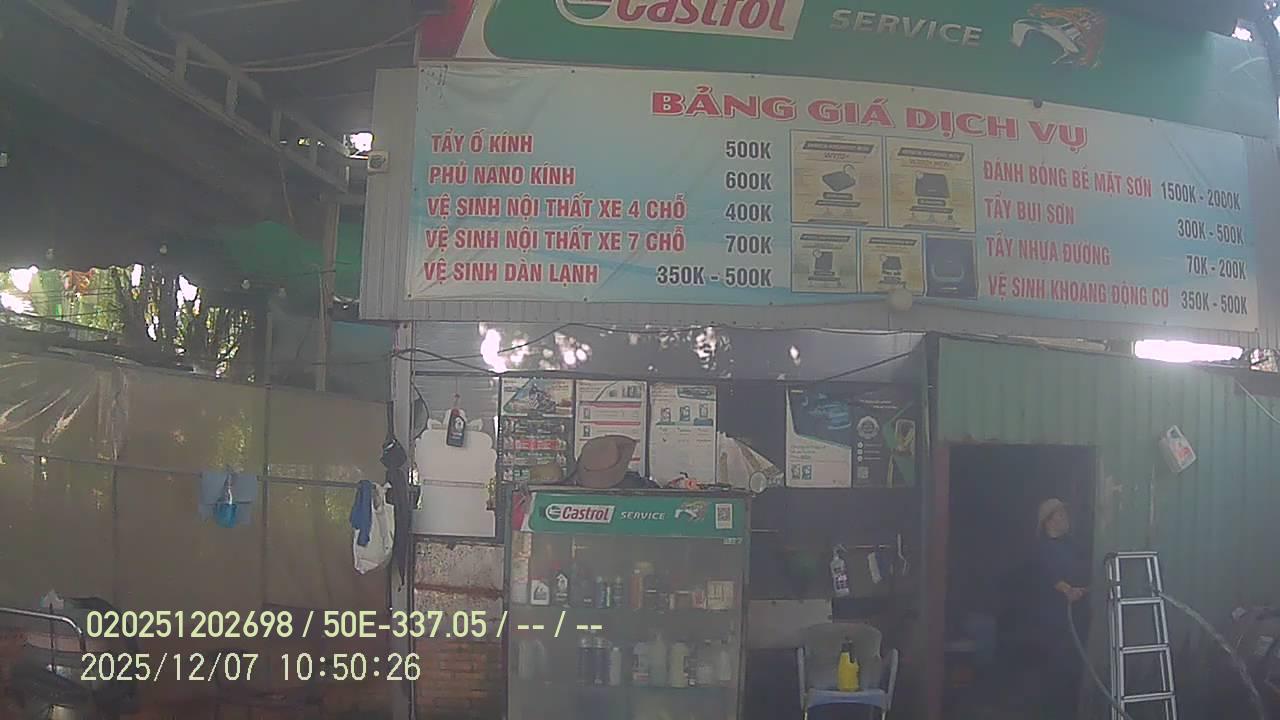 Castrol SERVICE
BẢNG GIÁ DỊCH VỤ
TẨY Ố KÍNH 500K
PHỦ NANO KÍNH 600K
VỆ SINH NỘI THẤT XE 4 CHỖ 400K
VỆ SINH NỘI THẤT XE 7 CHỖ 700K
VỆ SINH DÀN LẠNH 350K - 500K
ĐÁNH BÓNG BỀ MẶT SƠN 1500K - 2000K
TẨY BỤI SƠN 300K - 500K
TẨY NHỰA ĐƯỜNG 70K - 200K
VỆ SINH KHOANG ĐỘNG CƠ 350K - 500K
Castrol SERVICE
020251202698 / 50E-337.05 / -- / --
2025/12/07 10:50:26